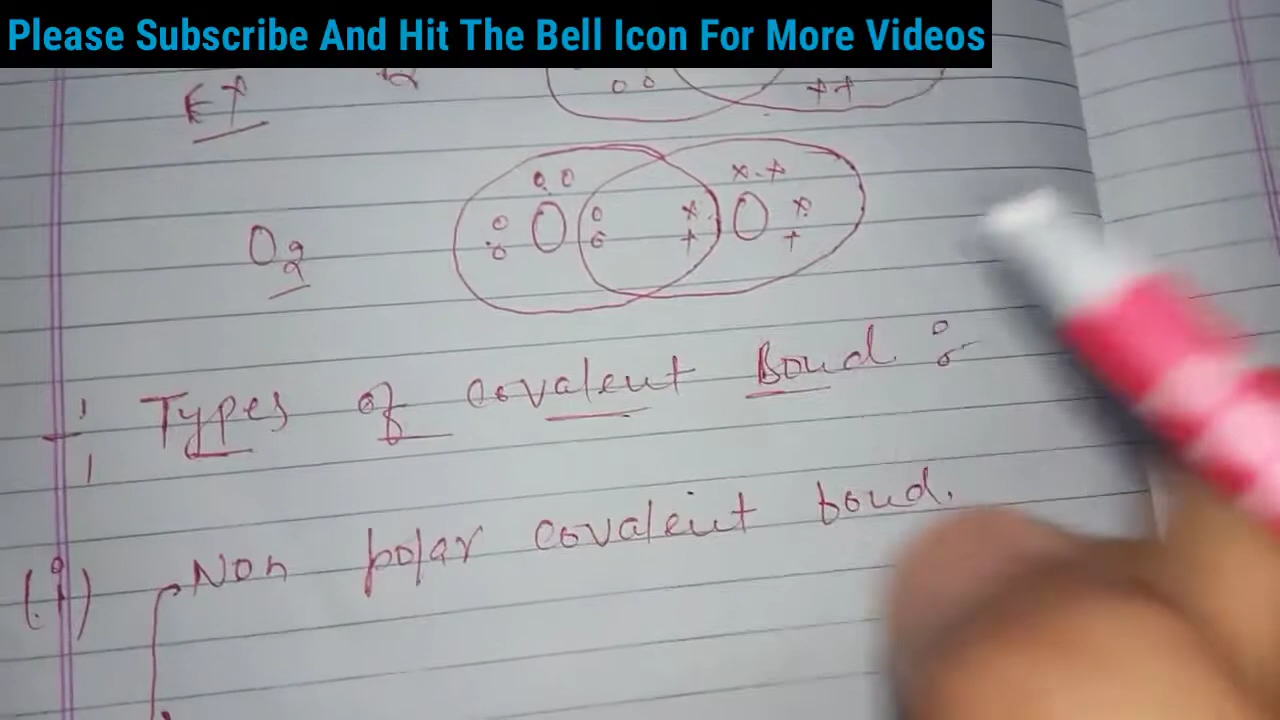 Please Subscribe And Hit The Bell Icon For More Videos
Ex
O O
O2
Types of covalent Bond :-
(i) Non polar covalent bond.